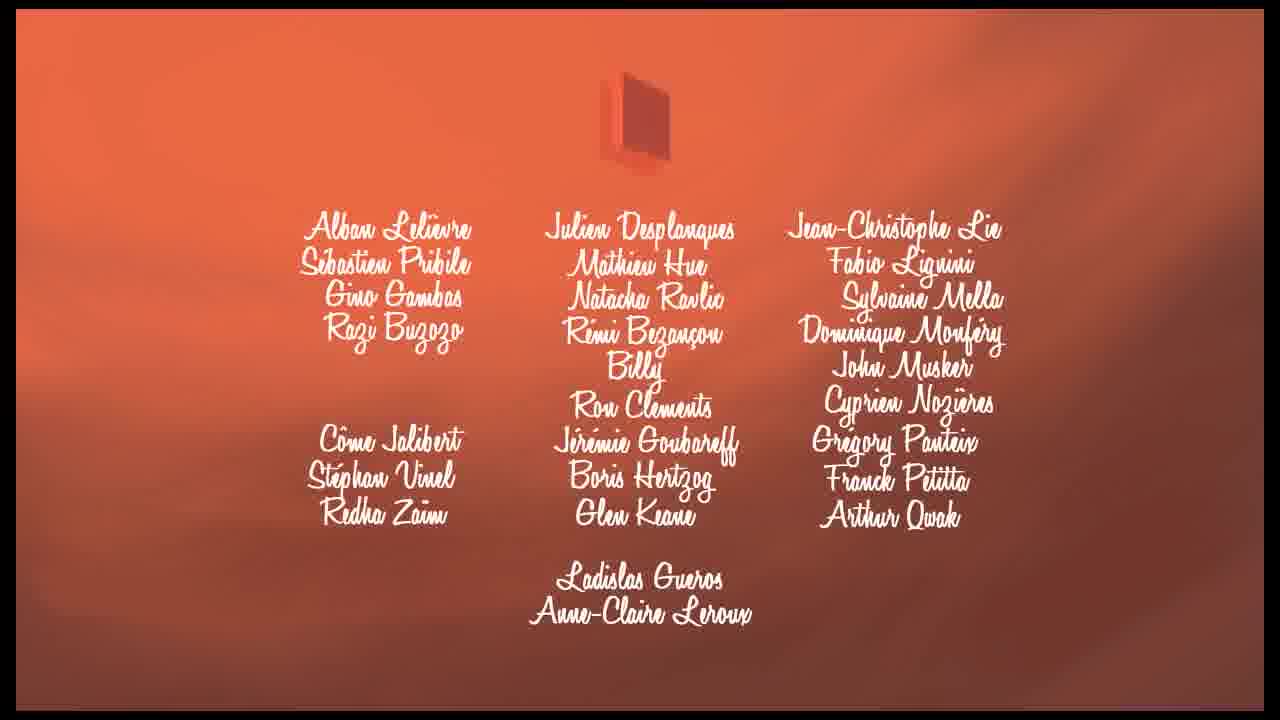 Alban Lelièvre
Sébastien Pribile
Gino Gambas
Razi Buzozo
Côme Jalibert
Stéphan Vinel
Redha Zaïm
Julien Desplanques
Mathieu Hue
Natacha Ravlic
Rémi Bezançon
Billy
Ron Clements
Jérémie Goubareff
Boris Hertzog
Glen Keane
Ladislas Gueros
Anne-Claire Leroux
Jean-Christophe Lie
Fabio Lignini
Sylvaine Mella
Dominique Monféry
John Musker
Cyprien Nozières
Grégory Panteix
Franck Petitta
Arthur Qwak